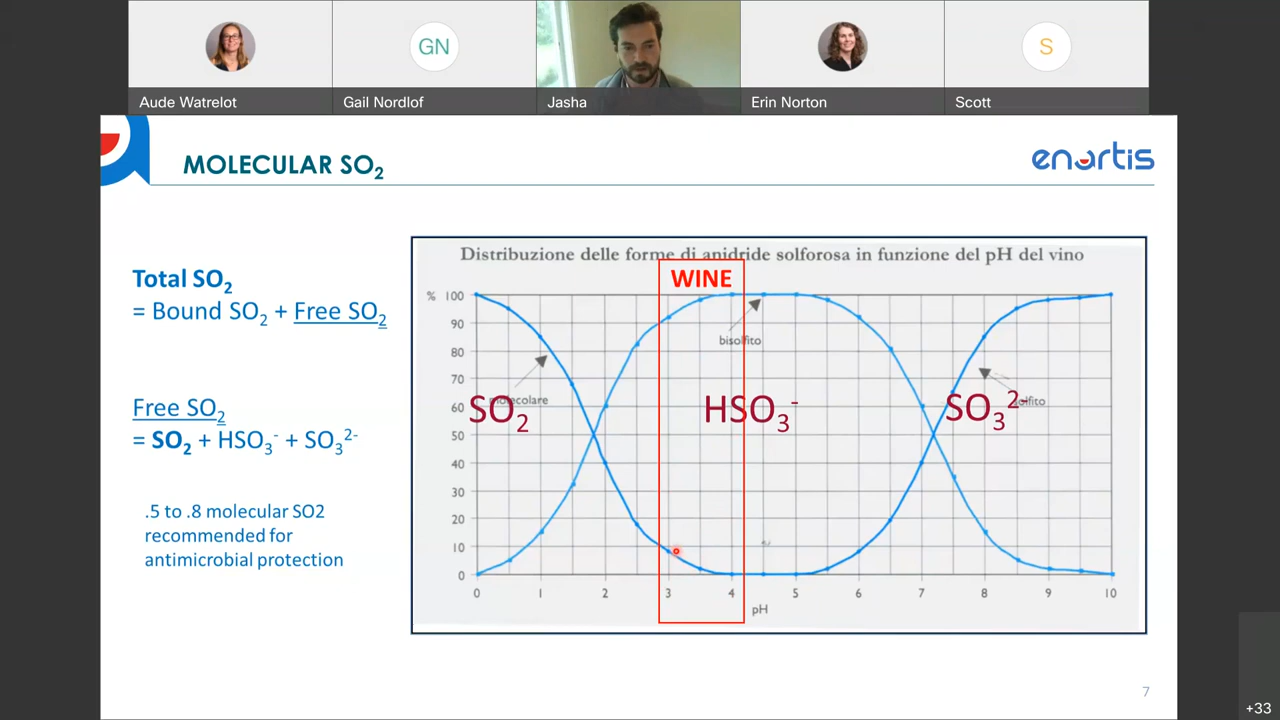 GN
S
Aude Watrelot
Gail Nordlof
Jasha
Erin Norton
Scott
MOLECULAR SO₂
enartis
Total SO₂
= Bound SO₂ + Free SO₂
Free SO₂
= SO₂ + HSO₃⁻ + SO₃²⁻
.5 to .8 molecular SO2
recommended for
antimicrobial protection
Distribuzione delle forme di anidride solforosa in funzione del pH del vino
WINE
% 100
90
80
70
60
50
40
30
20
10
0
bisolfito
SO₂
HSO₃⁻
SO₃²⁻
0 1 2 3 4 5 6 7 8 9 10
pH
7
+33